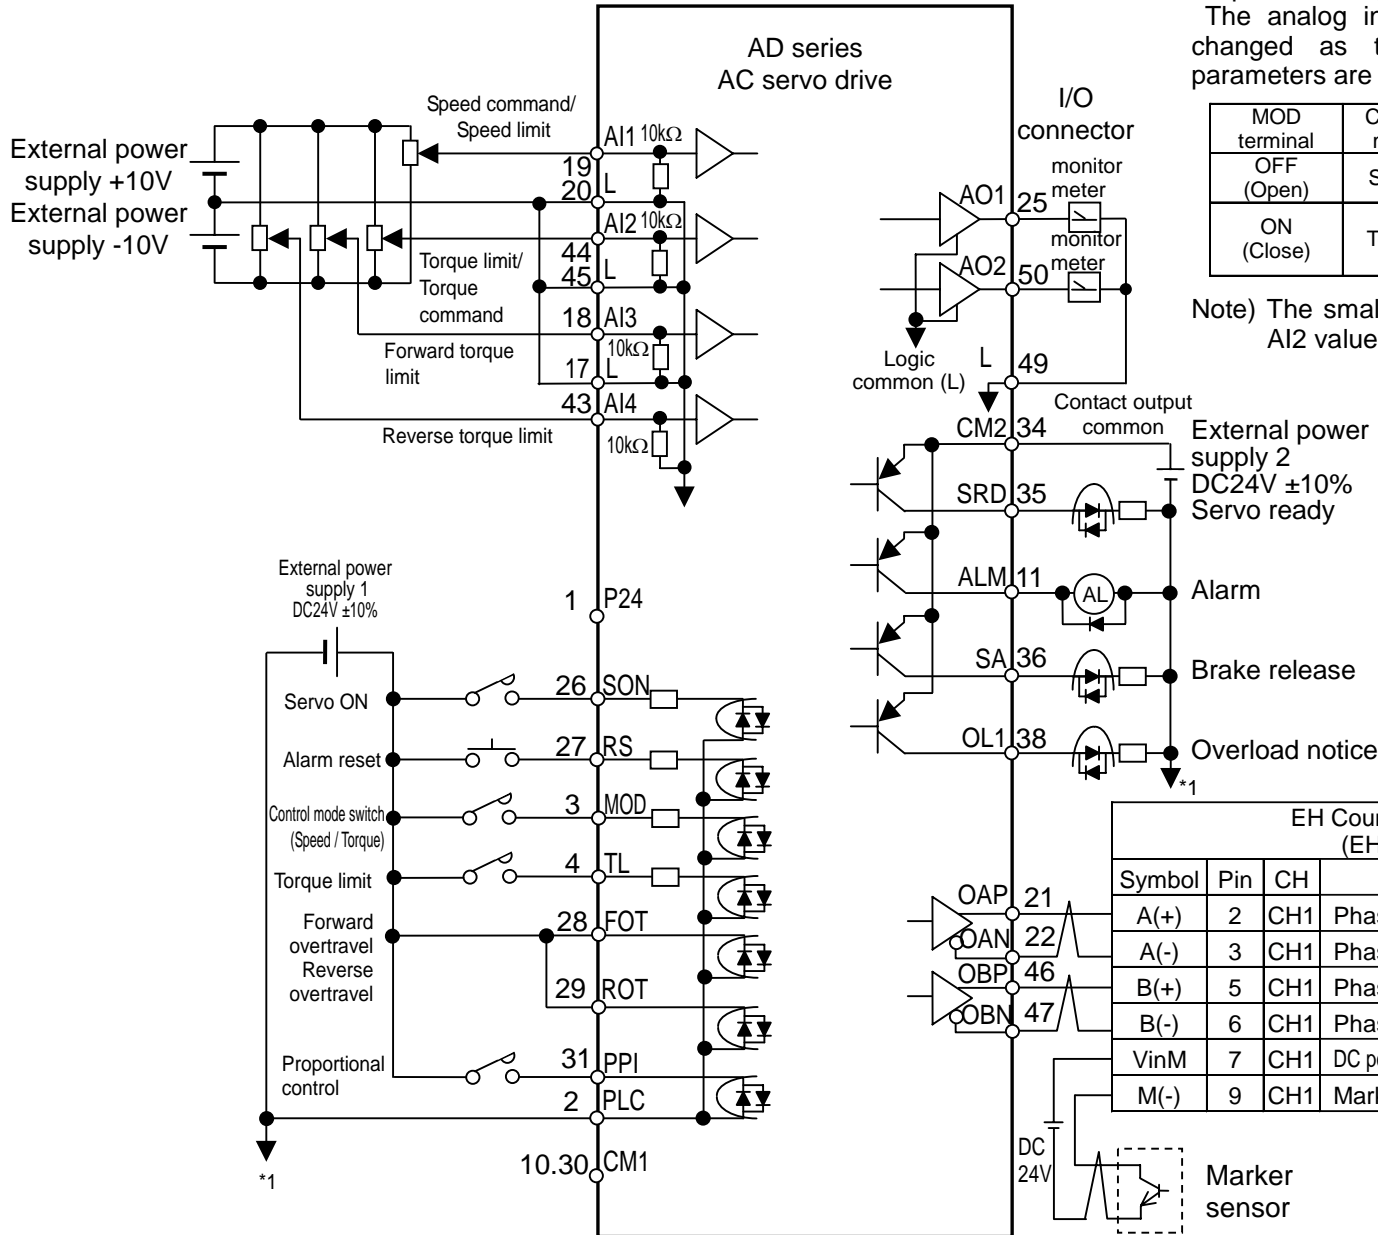 The analog in
changed as t
parameters are
MOD terminal
OFF (Open)
S
ON (Close)
T
Note) The smal
AI2 value
AD series
AC servo drive
I/O
connector
External power
supply +10V
External power
supply -10V
Speed command/
Speed limit
19
AI1
10kΩ
20
L
AI2
10kΩ
44
45
L
Torque limit/
Torque
command
18
AI3
10kΩ
Forward torque
limit
17
L
43
AI4
10kΩ
Reverse torque limit
monitor
meter
AO1
25
monitor
meter
AO2
50
Logic
common (L)
L
49
Contact output
common
CM2
34
External power
supply 2
DC24V ±10%
SRD
35
Servo ready
ALM
11
AL
Alarm
SA
36
Brake release
OL1
38
Overload notice
*1
External power
supply 1
DC24V ±10%
1
P24
Servo ON
26
SON
Alarm reset
27
RS
Control mode switch
(Speed / Torque)
3
MOD
Torque limit
4
TL
Forward
overtravel
28
FOT
Reverse
overtravel
29
ROT
Proportional
control
31
PPI
2
PLC
*1
10.30
CM1
OAP
21
OAN
22
OBP
46
OBN
47
EH Cour
(EH
Symbol Pin CH
A(+) 2 CH1 Phas
A(-) 3 CH1 Phas
B(+) 5 CH1 Phas
B(-) 6 CH1 Phas
VinM 7 CH1 DC po
M(-) 9 CH1 Mark
DC
24V
Marker
sensor